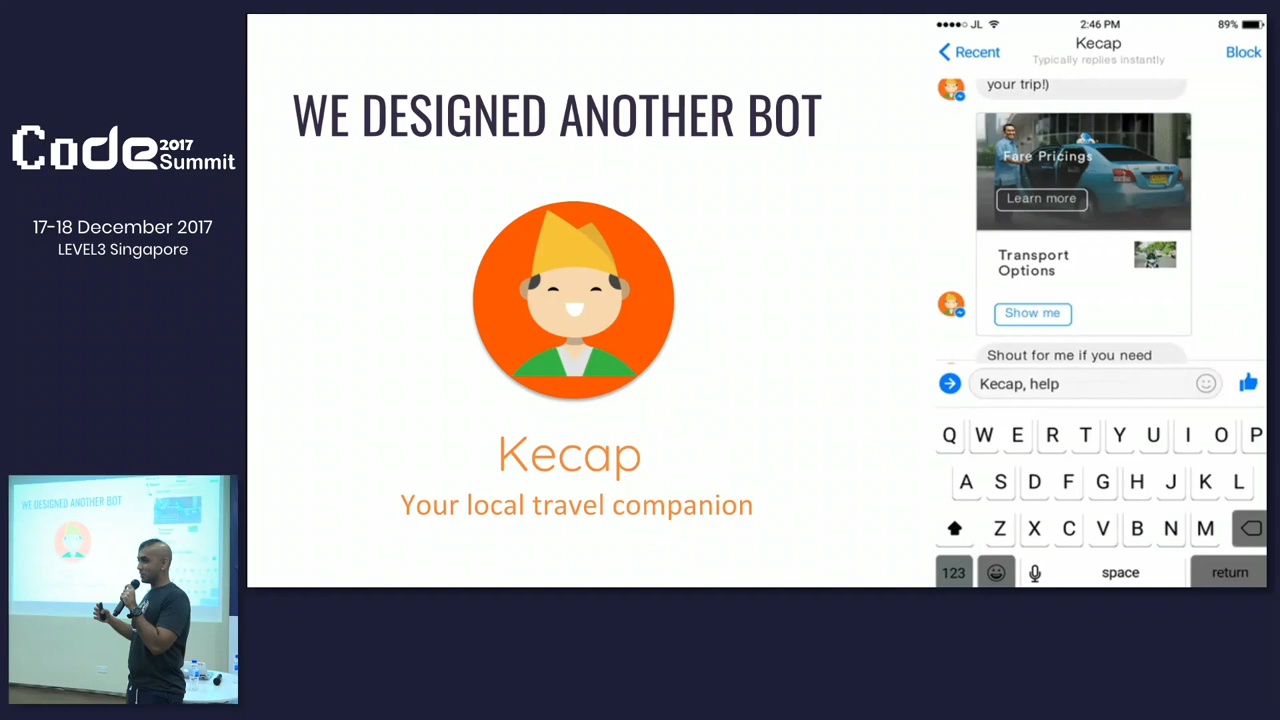 Code 2017 Summit
17-18 December 2017
LEVEL3 Singapore
WE DESIGNED ANOTHER BOT
Kecap
Your local travel companion
JL 2:46 PM 89%
Recent Kecap Block
Typically replies instantly
your trip!)
Fare Pricings
Learn more
Transport
Options
Show me
Shout for me if you need
Kecap, help
Q W E R T Y U I O P
A S D F G H J K L
Z X C V B N M
123 space return
WE DESIGNED ANOTHER BOT